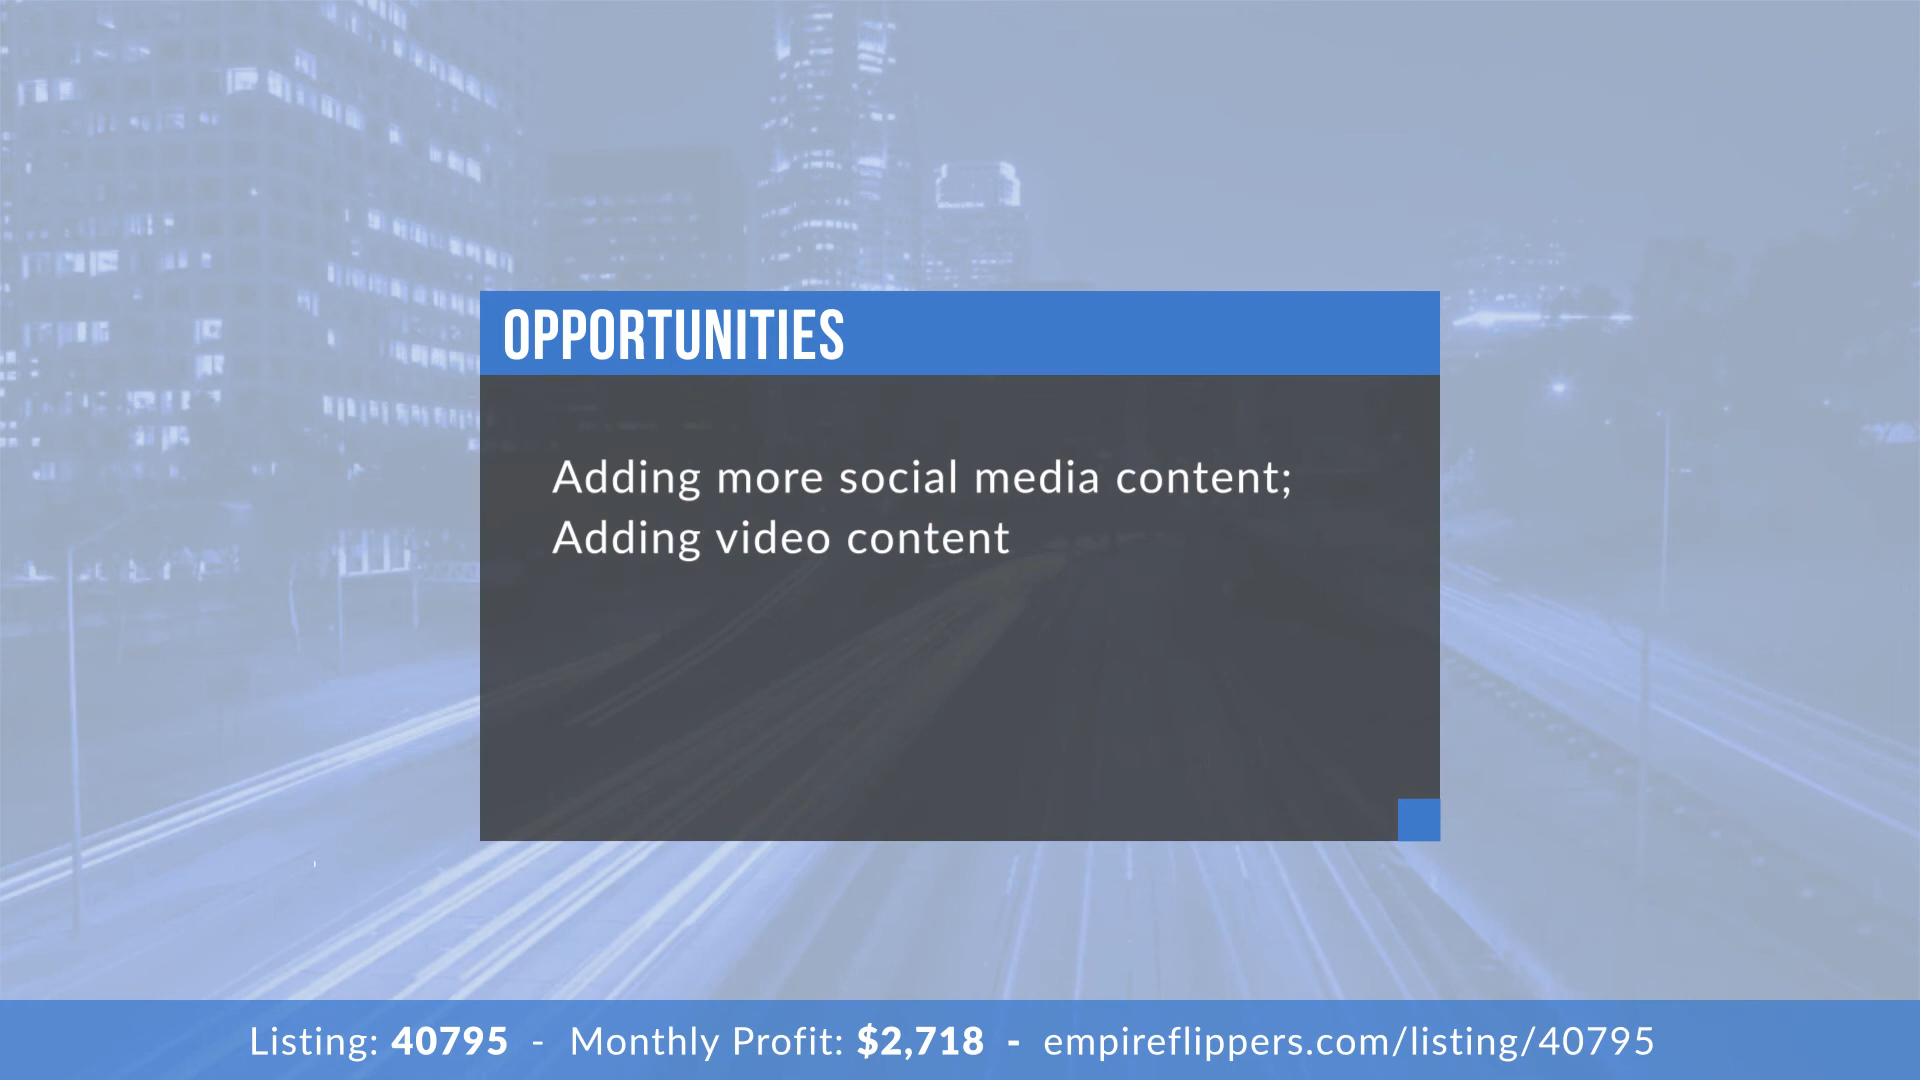 OPPORTUNITIES
Adding more social media content;
Adding video content
Listing: 40795 - Monthly Profit: $2,718 - empireflippers.com/listing/40795